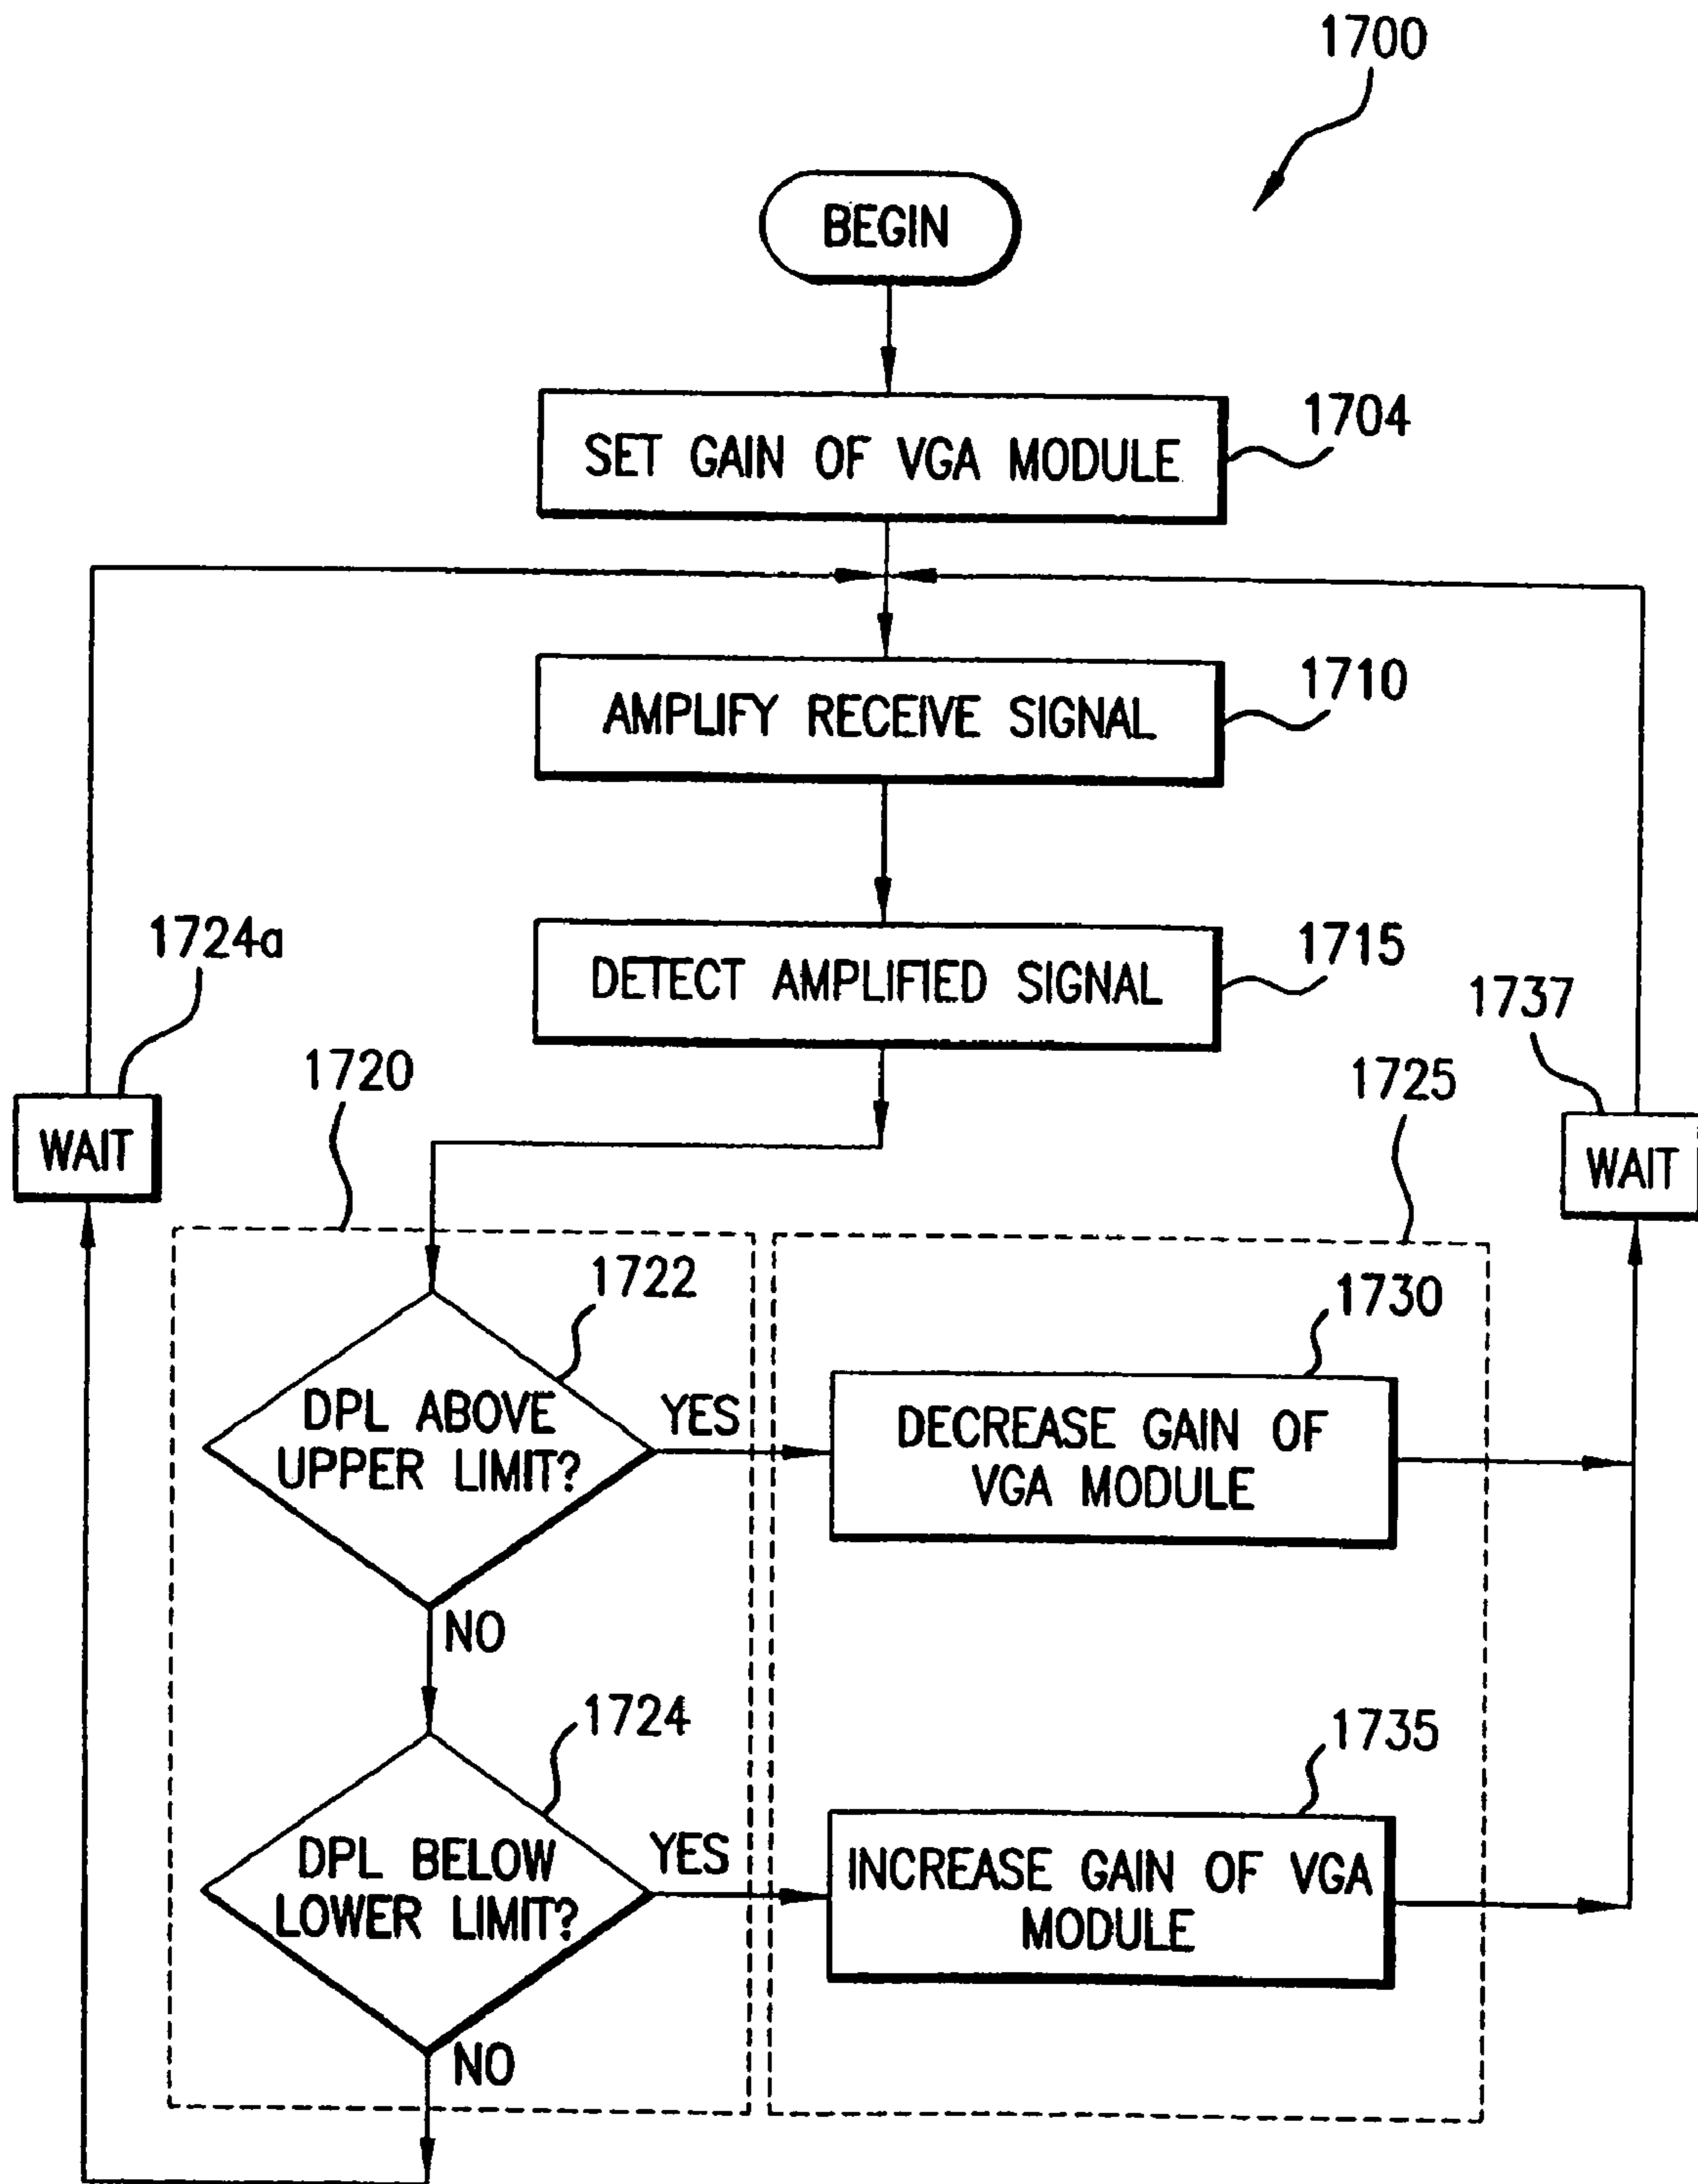 1700
BEGIN
SET GAIN OF VGA MODULE
1704
AMPLIFY RECEIVE SIGNAL
1710
DETECT AMPLIFIED SIGNAL
1715
1724a
WAIT
1737
WAIT
1720
1725
1722
DPL ABOVE
UPPER LIMIT?
YES
1730
DECREASE GAIN OF
VGA MODULE
NO
1724
DPL BELOW
LOWER LIMIT?
YES
1735
INCREASE GAIN OF VGA
MODULE
NO